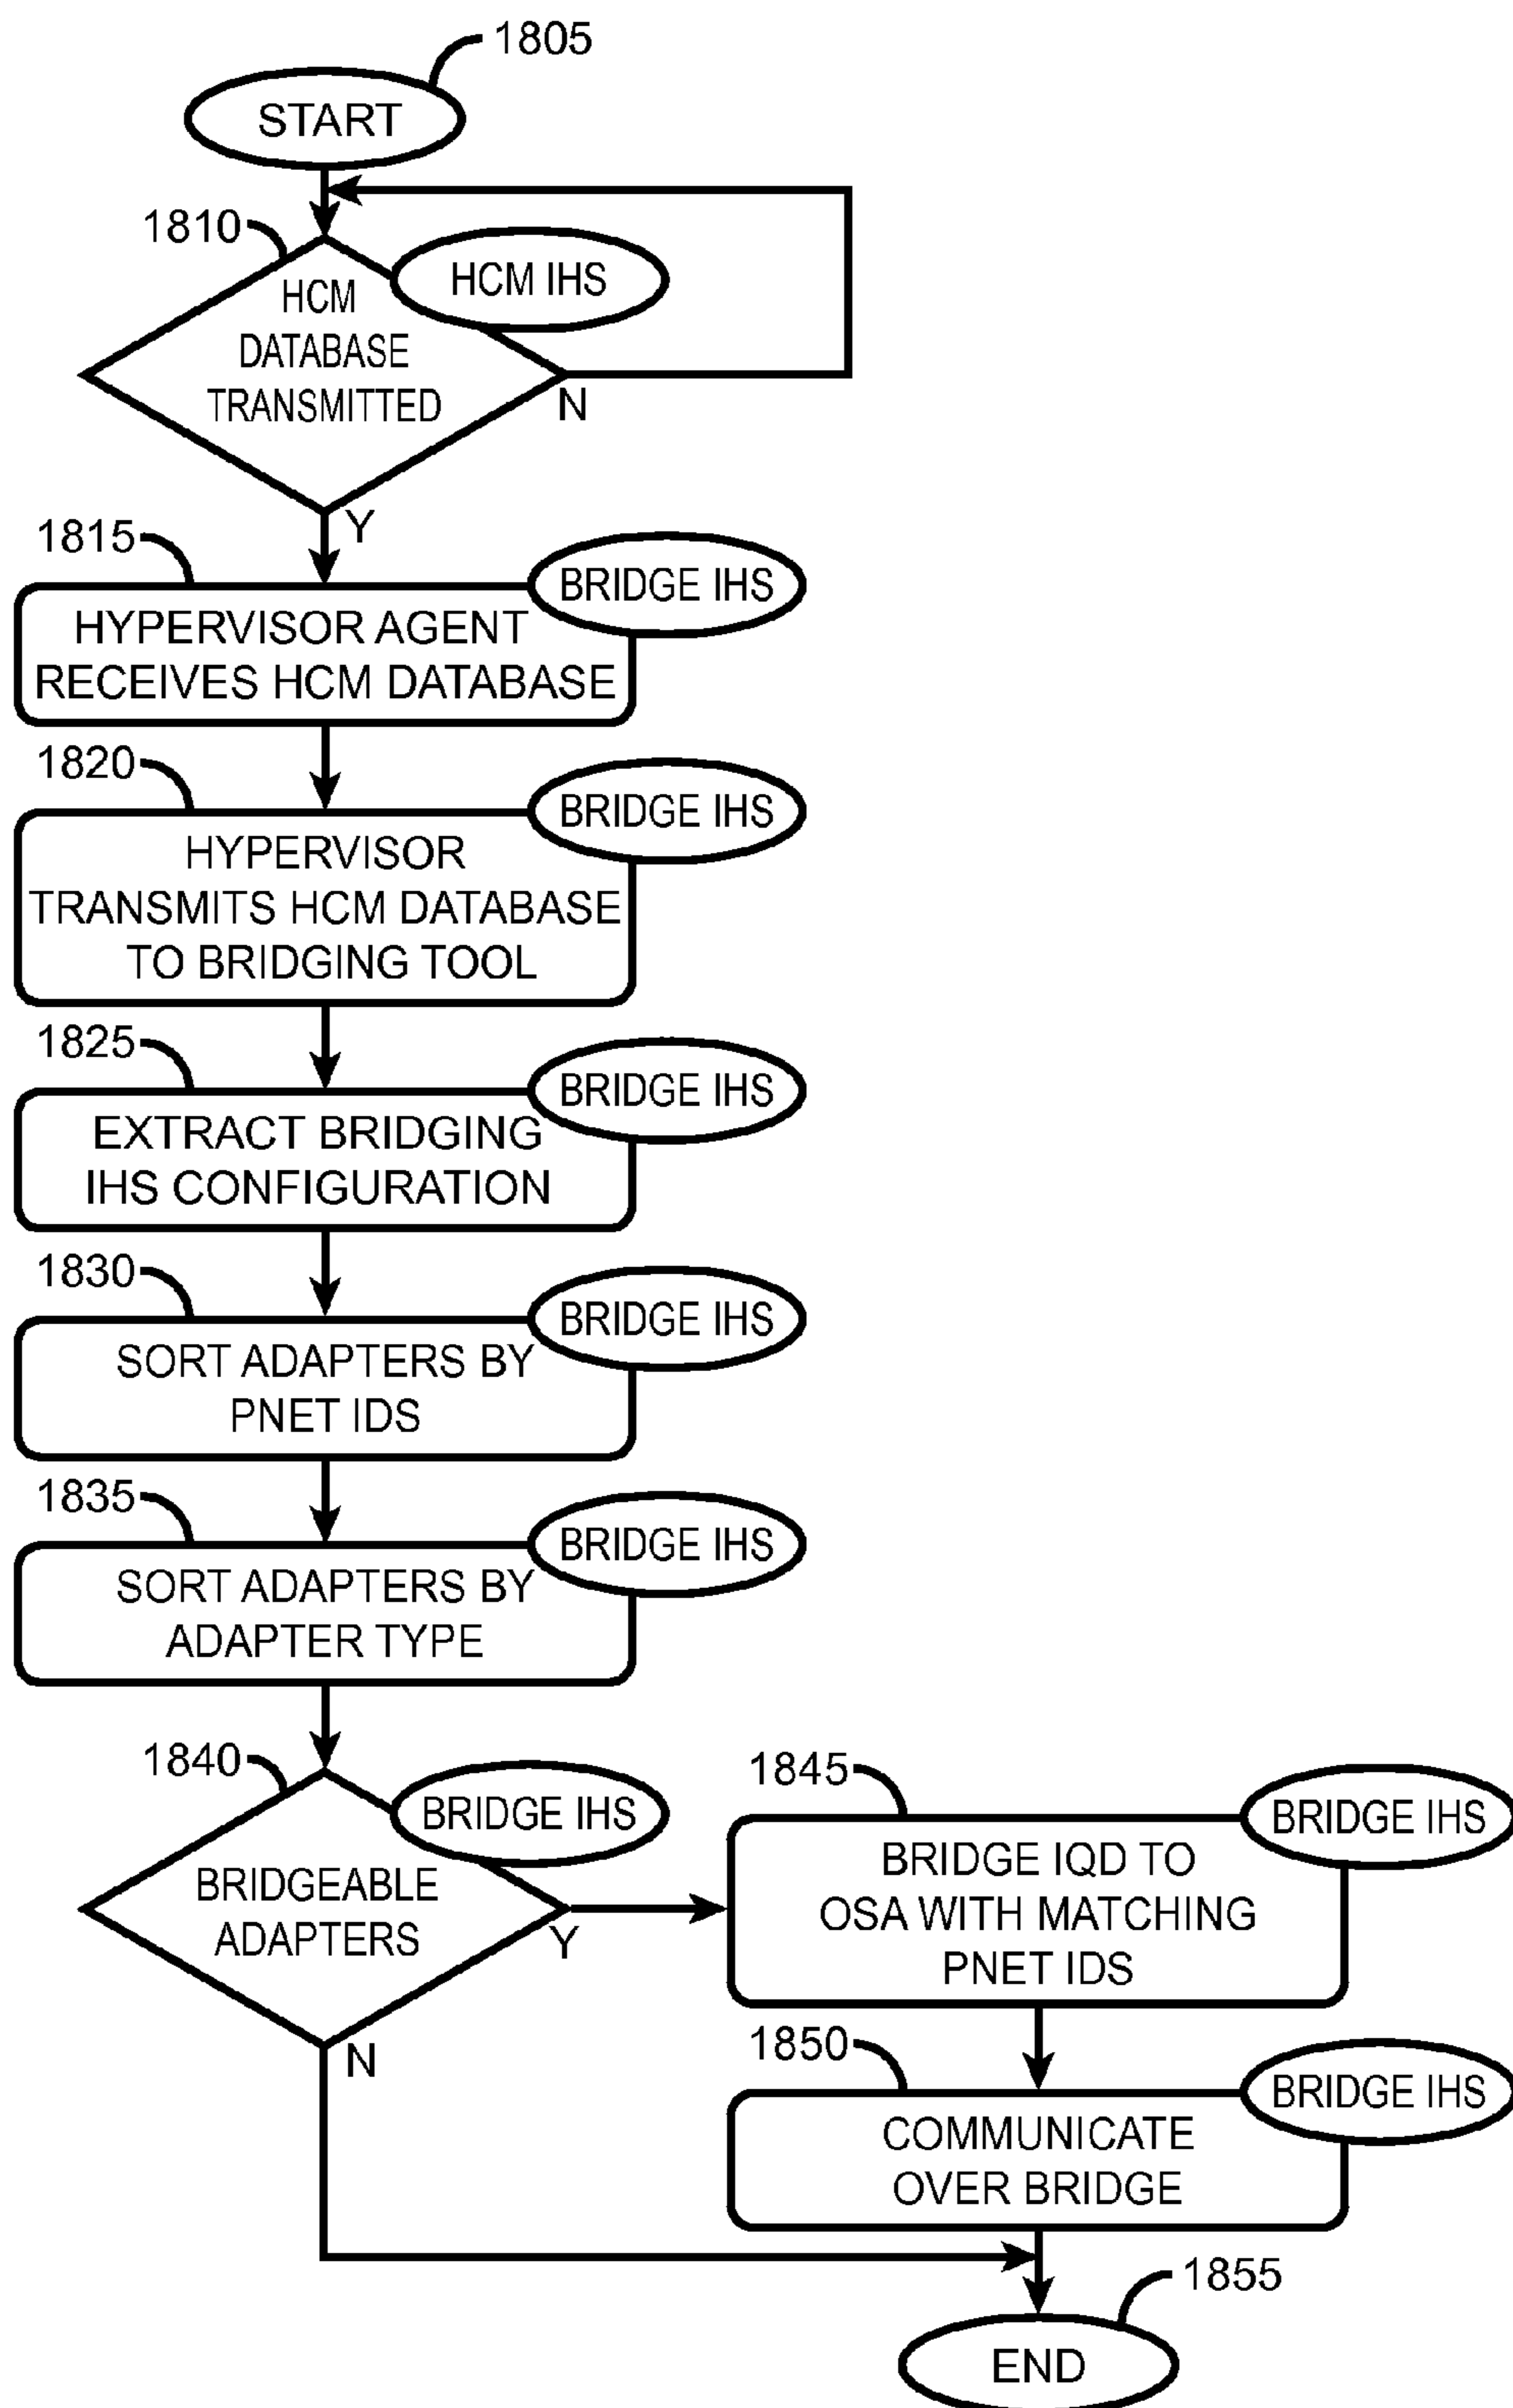 1805
START
1810
HCM IHS
HCM
DATABASE
TRANSMITTED
N
Y
1815
BRIDGE IHS
HYPERVISOR AGENT
RECEIVES HCM DATABASE
1820
BRIDGE IHS
HYPERVISOR
TRANSMITS HCM DATABASE
TO BRIDGING TOOL
1825
BRIDGE IHS
EXTRACT BRIDGING
IHS CONFIGURATION
1830
BRIDGE IHS
SORT ADAPTERS BY
PNET IDS
1835
BRIDGE IHS
SORT ADAPTERS BY
ADAPTER TYPE
1840
BRIDGE IHS
BRIDGEABLE
ADAPTERS
Y
N
1845
BRIDGE IHS
BRIDGE IQD TO
OSA WITH MATCHING
PNET IDS
1850
BRIDGE IHS
COMMUNICATE
OVER BRIDGE
1855
END